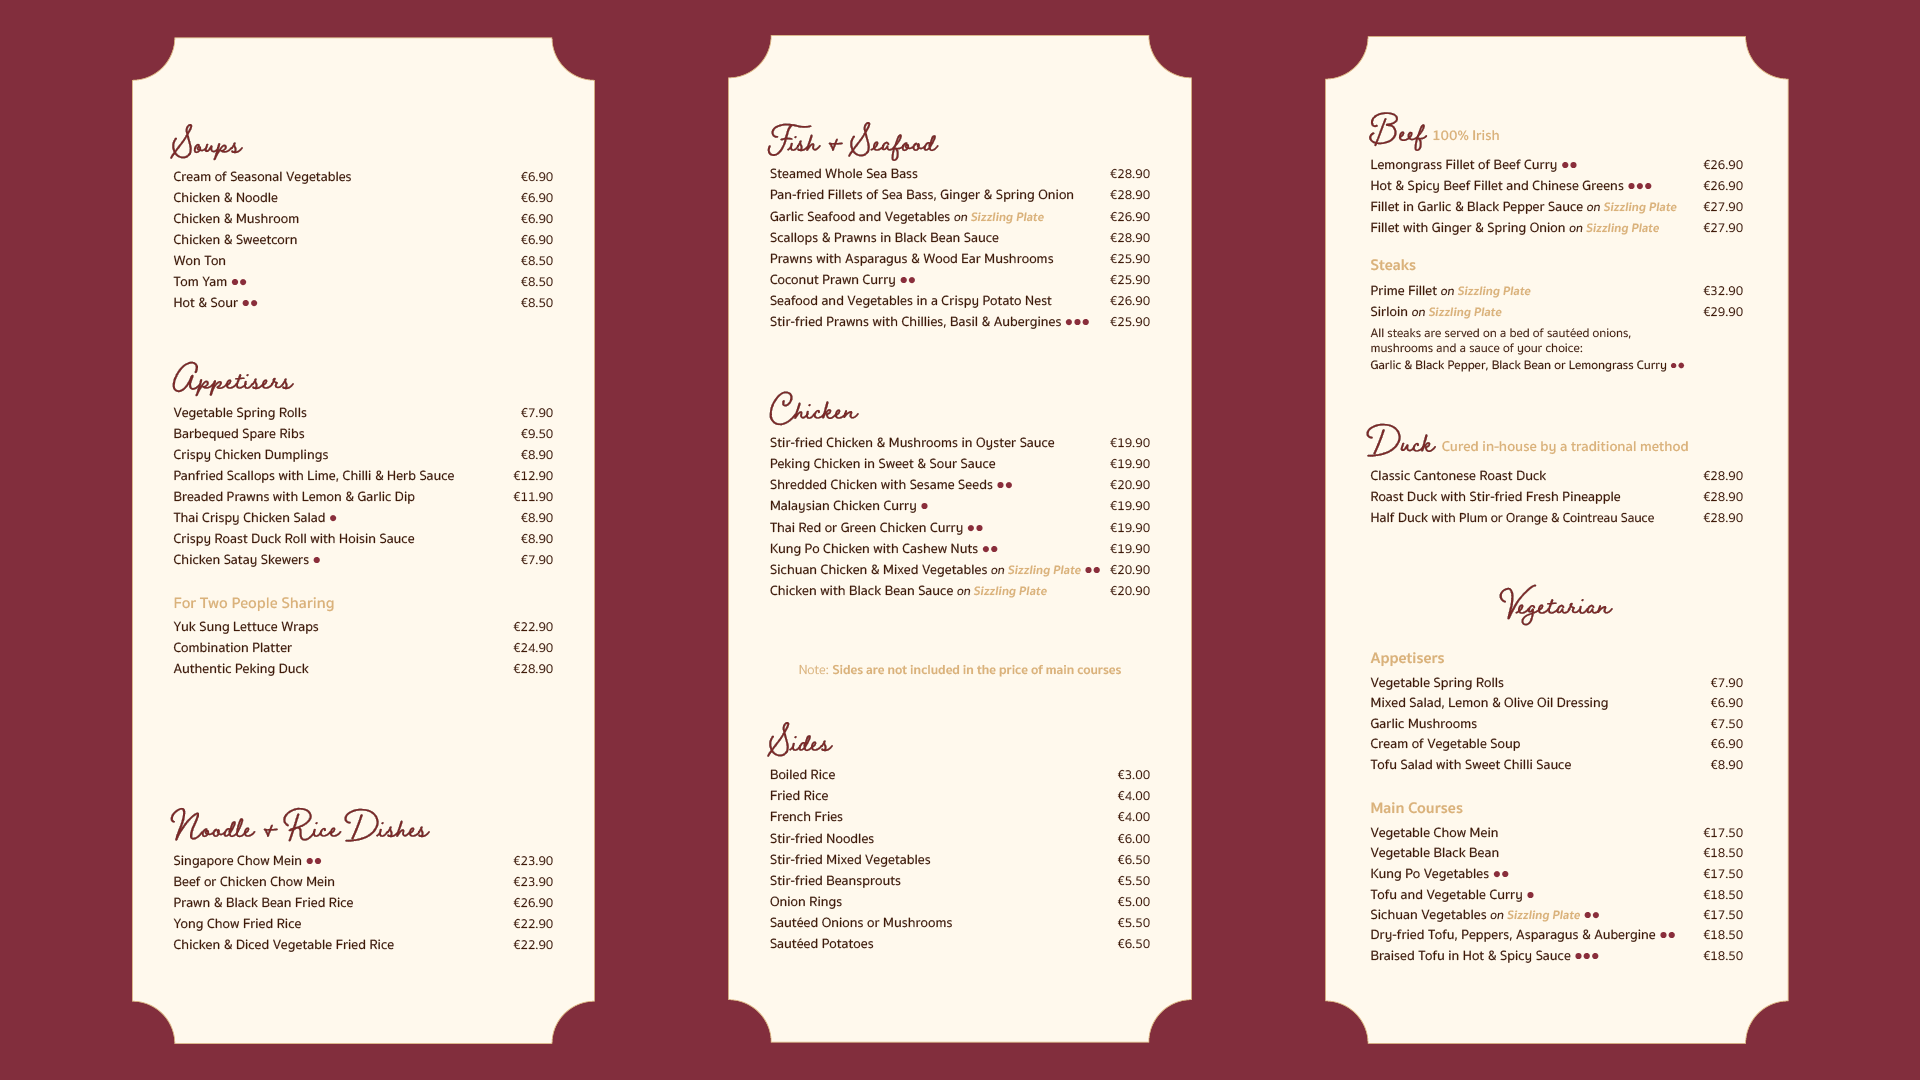 Soups
Cream of Seasonal Vegetables €6.90
Chicken & Noodle €6.90
Chicken & Mushroom €6.90
Chicken & Sweetcorn €6.90
Won Ton €8.50
Tom Yam ●● €8.50
Hot & Sour ●● €8.50
Appetisers
Vegetable Spring Rolls €7.90
Barbequed Spare Ribs €9.50
Crispy Chicken Dumplings €8.90
Panfried Scallops with Lime, Chilli & Herb Sauce €12.90
Breaded Prawns with Lemon & Garlic Dip €11.90
Thai Crispy Chicken Salad ● €8.90
Crispy Roast Duck Roll with Hoisin Sauce €8.90
Chicken Satay Skewers ● €7.90
For Two People Sharing
Yuk Sung Lettuce Wraps €22.90
Combination Platter €24.90
Authentic Peking Duck €28.90
Noodle + Rice Dishes
Singapore Chow Mein ●● €23.90
Beef or Chicken Chow Mein €23.90
Prawn & Black Bean Fried Rice €26.90
Yong Chow Fried Rice €22.90
Chicken & Diced Vegetable Fried Rice €22.90
Fish + Seafood
Steamed Whole Sea Bass €28.90
Pan-fried Fillets of Sea Bass, Ginger & Spring Onion €28.90
Garlic Seafood and Vegetables on Sizzling Plate €26.90
Scallops & Prawns in Black Bean Sauce €28.90
Prawns with Asparagus & Wood Ear Mushrooms €25.90
Coconut Prawn Curry ●● €25.90
Seafood and Vegetables in a Crispy Potato Nest €26.90
Stir-fried Prawns with Chillies, Basil & Aubergines ●●● €25.90
Chicken
Stir-fried Chicken & Mushrooms in Oyster Sauce €19.90
Peking Chicken in Sweet & Sour Sauce €19.90
Shredded Chicken with Sesame Seeds ●● €20.90
Malaysian Chicken Curry ● €19.90
Thai Red or Green Chicken Curry ●● €19.90
Kung Po Chicken with Cashew Nuts ●● €19.90
Sichuan Chicken & Mixed Vegetables on Sizzling Plate ●● €20.90
Chicken with Black Bean Sauce on Sizzling Plate €20.90
Note: Sides are not included in the price of main courses
Sides
Boiled Rice €3.00
Fried Rice €4.00
French Fries €4.00
Stir-fried Noodles €6.00
Stir-fried Mixed Vegetables €6.50
Stir-fried Beansprouts €5.50
Onion Rings €5.00
Sautéed Onions or Mushrooms €5.50
Sautéed Potatoes €6.50
Beef 100% Irish
Lemongrass Fillet of Beef Curry ●● €26.90
Hot & Spicy Beef Fillet and Chinese Greens ●●● €26.90
Fillet in Garlic & Black Pepper Sauce on Sizzling Plate €27.90
Fillet with Ginger & Spring Onion on Sizzling Plate €27.90
Steaks
Prime Fillet on Sizzling Plate €32.90
Sirloin on Sizzling Plate €29.90
All steaks are served on a bed of sautéed onions,
mushrooms and a sauce of your choice:
Garlic & Black Pepper, Black Bean or Lemongrass Curry ●●
Duck Cured in-house by a traditional method
Classic Cantonese Roast Duck €28.90
Roast Duck with Stir-fried Fresh Pineapple €28.90
Half Duck with Plum or Orange & Cointreau Sauce €28.90
Vegetarian
Appetisers
Vegetable Spring Rolls €7.90
Mixed Salad, Lemon & Olive Oil Dressing €6.90
Garlic Mushrooms €7.50
Cream of Vegetable Soup €6.90
Tofu Salad with Sweet Chilli Sauce €8.90
Main Courses
Vegetable Chow Mein €17.50
Vegetable Black Bean €18.50
Kung Po Vegetables ●● €17.50
Tofu and Vegetable Curry ● €18.50
Sichuan Vegetables on Sizzling Plate ●● €17.50
Dry-fried Tofu, Peppers, Asparagus & Aubergine ●● €18.50
Braised Tofu in Hot & Spicy Sauce ●●● €18.50